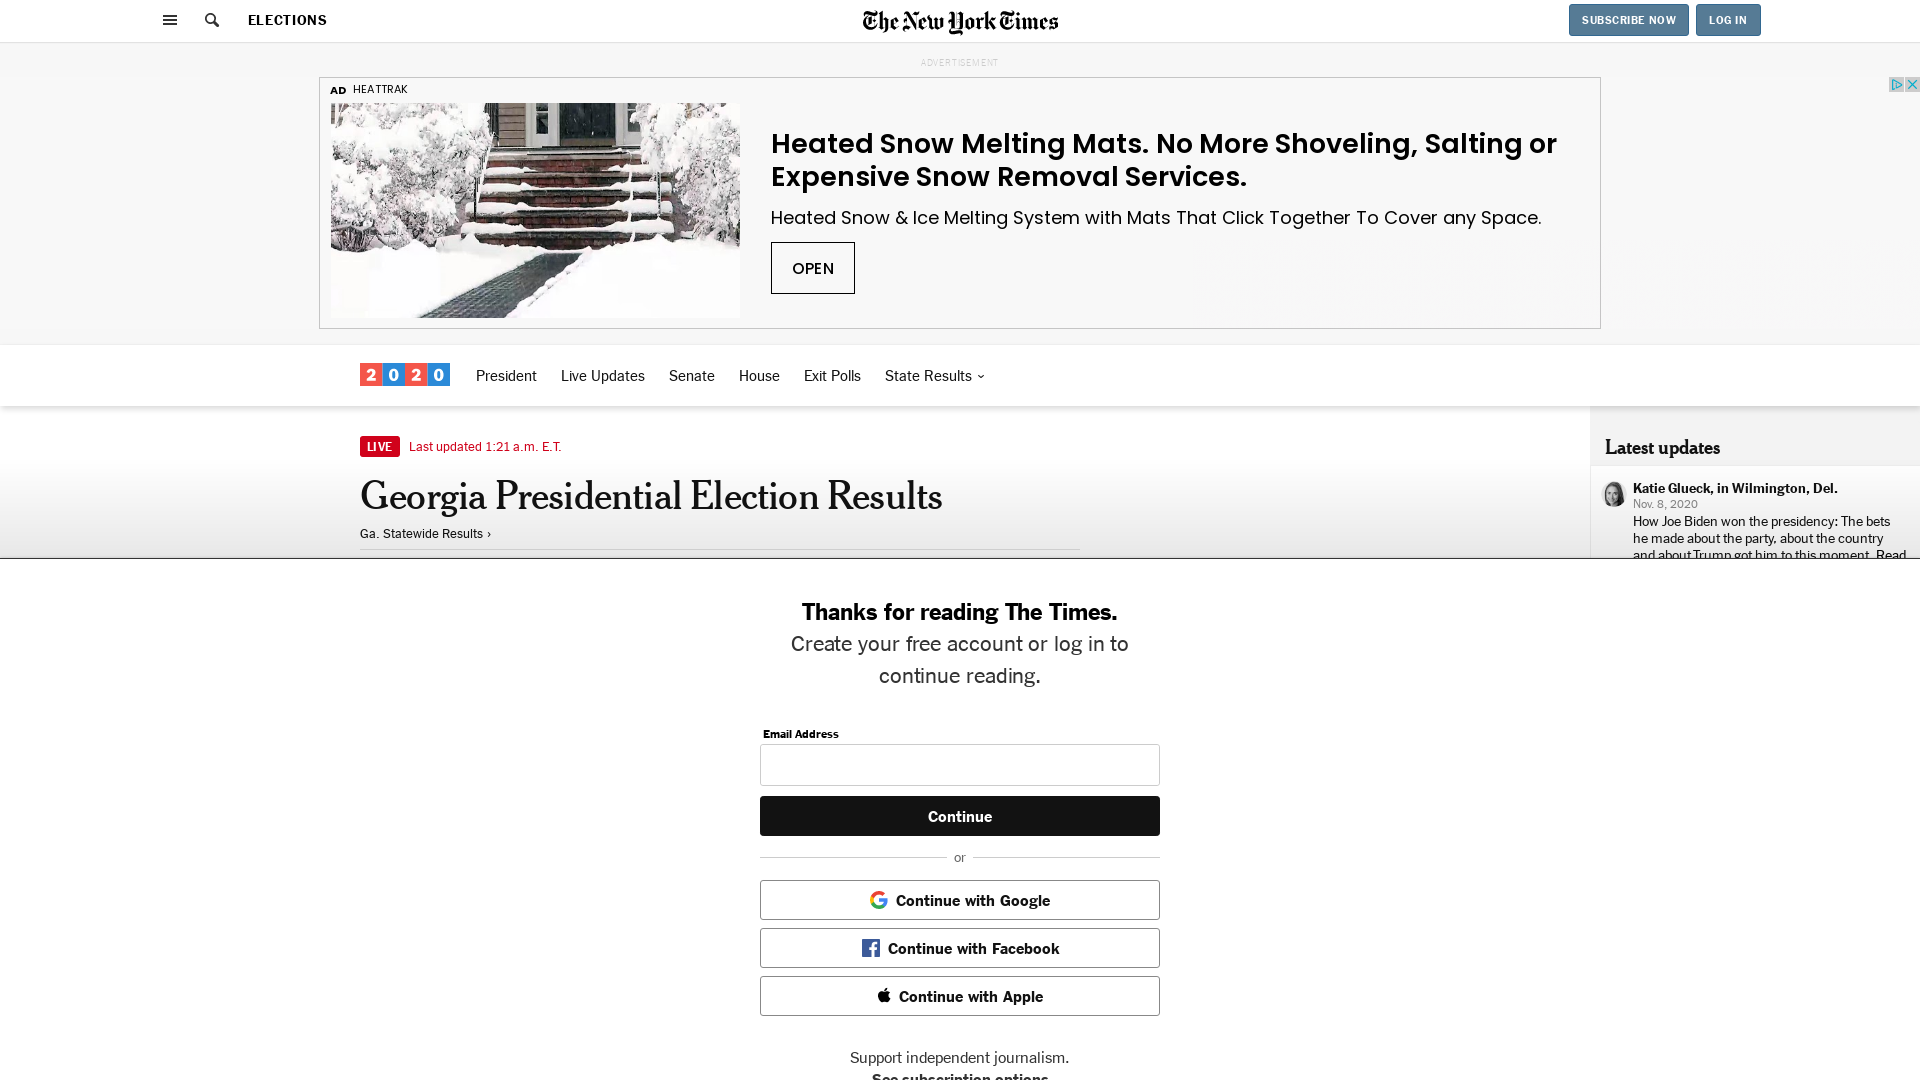 ELECTIONS
The New York Times
SUBSCRIBE NOW
LOG IN
ADVERTISEMENT
AD HEATTRAK
Heated Snow Melting Mats. No More Shoveling, Salting or
Expensive Snow Removal Services.
Heated Snow & Ice Melting System with Mats That Click Together To Cover any Space.
OPEN
2020
President
Live Updates
Senate
House
Exit Polls
State Results
LIVE Last updated 1:21 a.m. E.T.
Georgia Presidential Election Results
Ga. Statewide Results ›
Latest updates
Katie Glueck, in Wilmington, Del.
Nov. 8, 2020
How Joe Biden won the presidency: The bets
he made about the party, about the country
and about Trump got him to this moment. Read
Thanks for reading The Times.
Create your free account or log in to
continue reading.
Email Address
Continue
or
Continue with Google
Continue with Facebook
Continue with Apple
Support independent journalism.
See subscription options